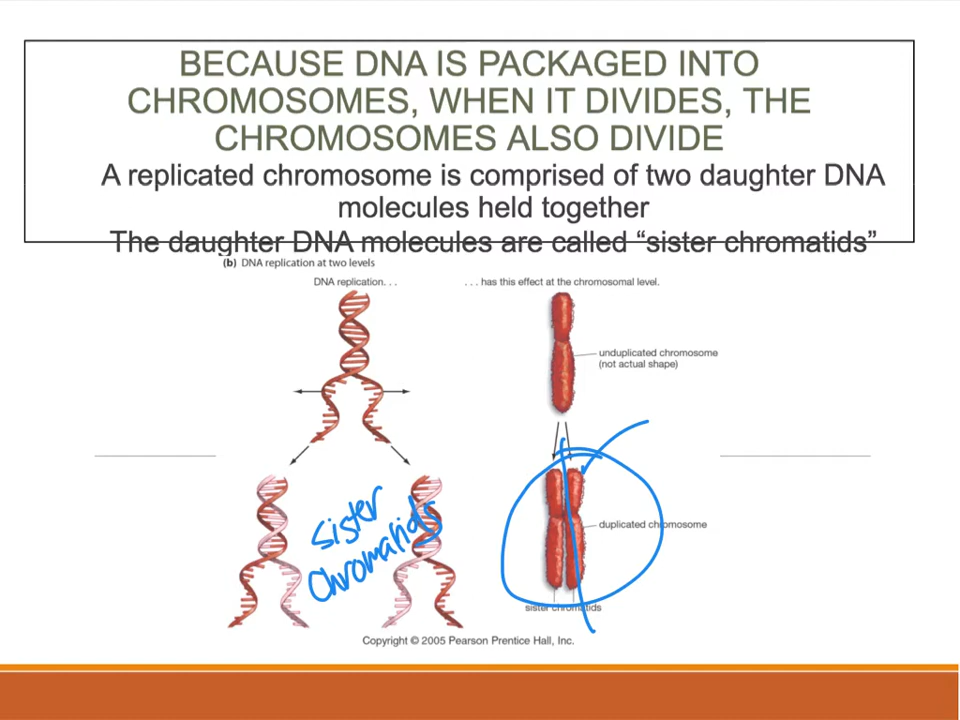 BECAUSE DNA IS PACKAGED INTO
CHROMOSOMES, WHEN IT DIVIDES, THE
CHROMOSOMES ALSO DIVIDE
A replicated chromosome is comprised of two daughter DNA
molecules held together
The daughter DNA molecules are called “sister chromatids”
(b) DNA replication at two levels
DNA replication. . .
. . . has this effect at the chromosomal level.
unduplicated chromosome
(not actual shape)
Sister
Chromatids
duplicated chromosome
sister chromatids
Copyright © 2005 Pearson Prentice Hall, Inc.